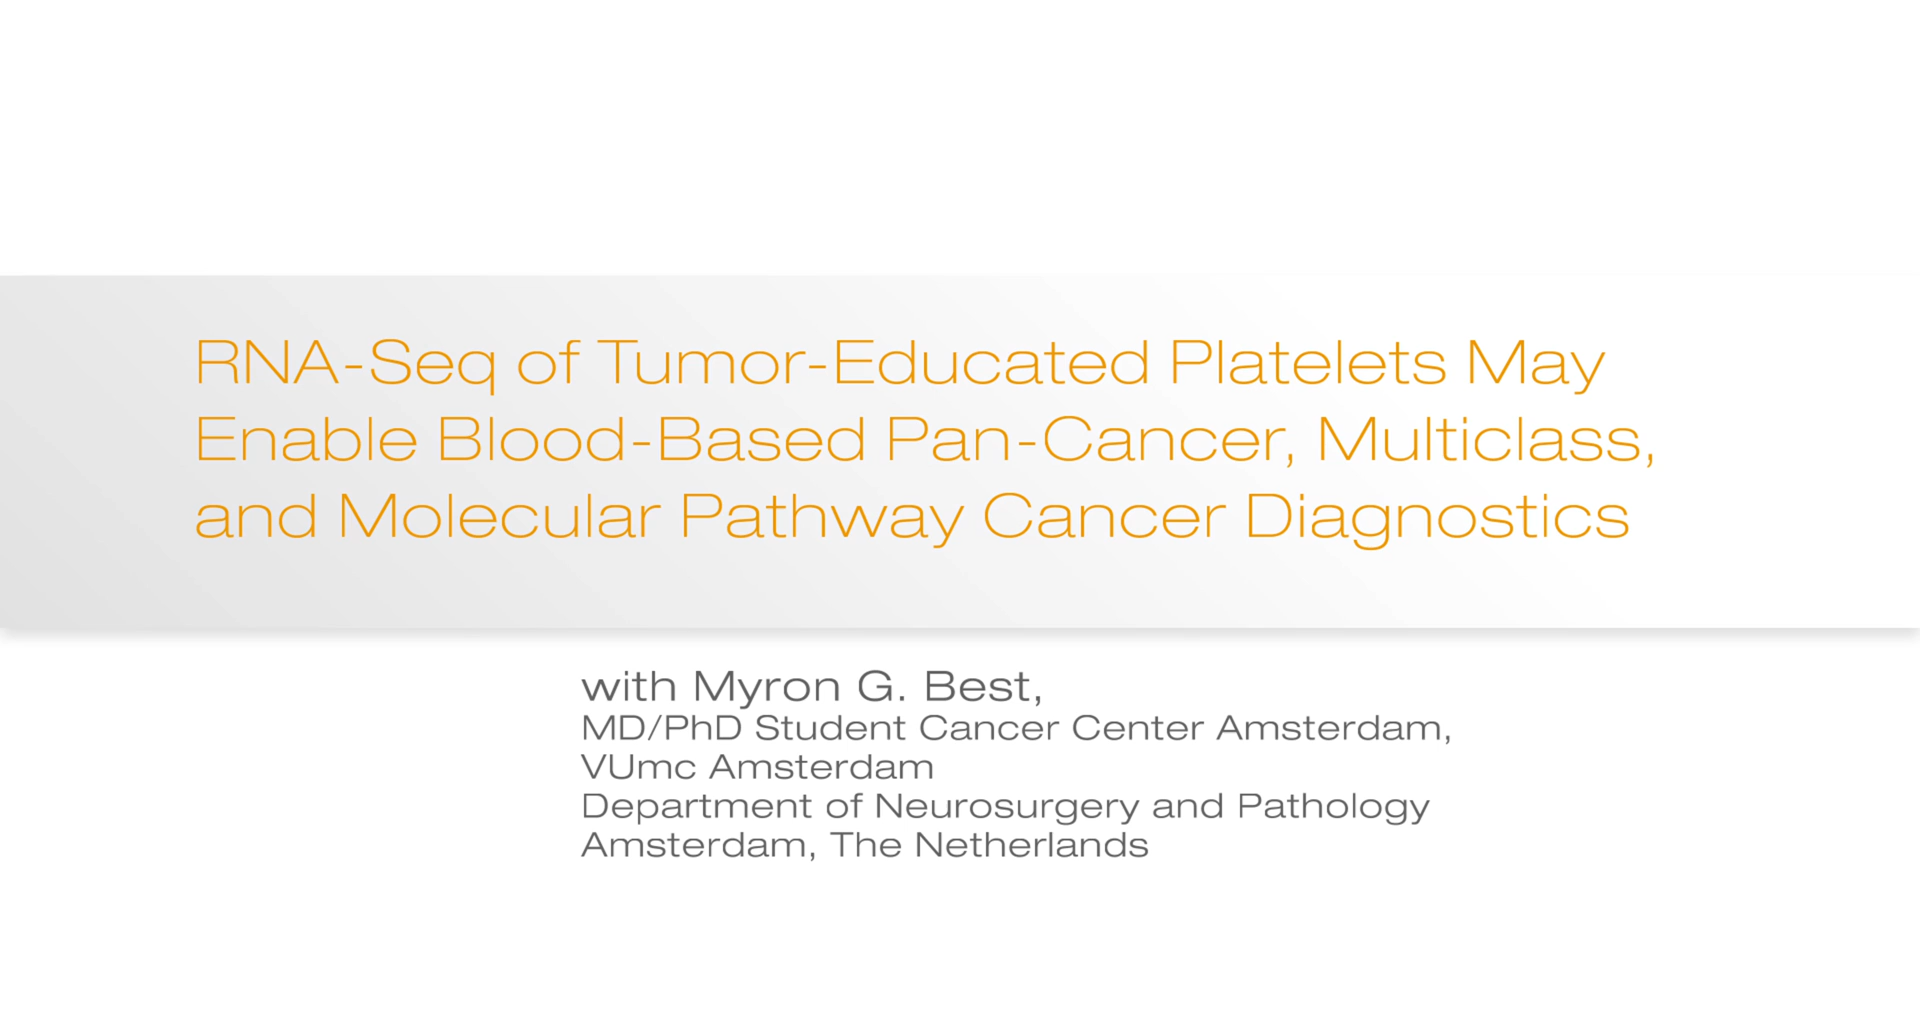 RNA-Seq of Tumor-Educated Platelets May
Enable Blood-Based Pan-Cancer, Multiclass,
and Molecular Pathway Cancer Diagnostics
with Myron G. Best,
MD/PhD Student Cancer Center Amsterdam,
VUmc Amsterdam
Department of Neurosurgery and Pathology
Amsterdam, The Netherlands